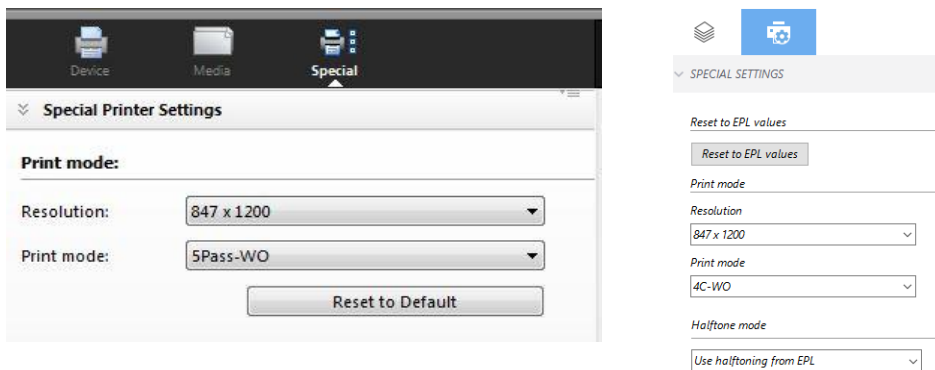 Device Media Special
Special Printer Settings
Print mode:
Resolution: 847 x 1200
Print mode: 5Pass-WO
Reset to Default
SPECIAL SETTINGS
Reset to EPL values
Reset to EPL values
Print mode
Resolution
847 x 1200
Print mode
4C-WO
Halftone mode
Use halftoning from EPL